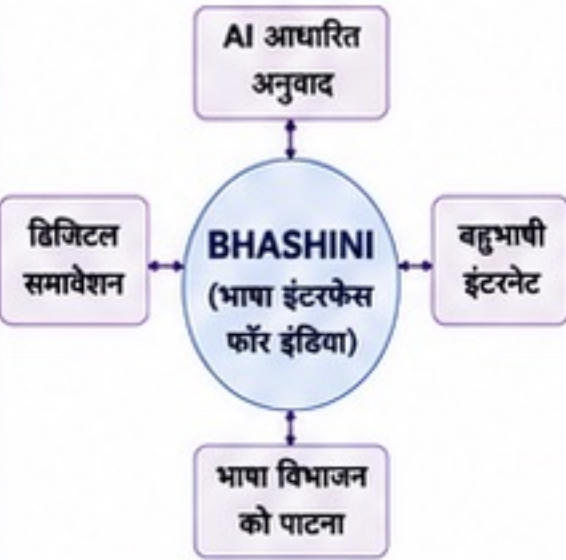 AI आधारित
अनुवाद
डिजिटल
समावेशन
BHASHINI
(भाषा इंटरफेस
फॉर इंडिया)
बहुभाषी
इंटरनेट
भाषा विभाजन
को पाटना